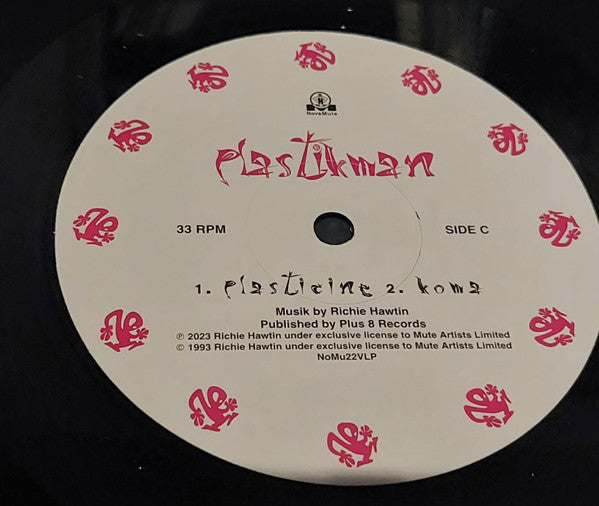 NovaMute
plastikman
33 RPM
SIDE C
1. plasticine 2. koma
Musik by Richie Hawtin
Published by Plus 8 Records
℗ 2023 Richie Hawtin under exclusive license to Mute Artists Limited
© 1993 Richie Hawtin under exclusive license to Mute Artists Limited
NoMu22VLP